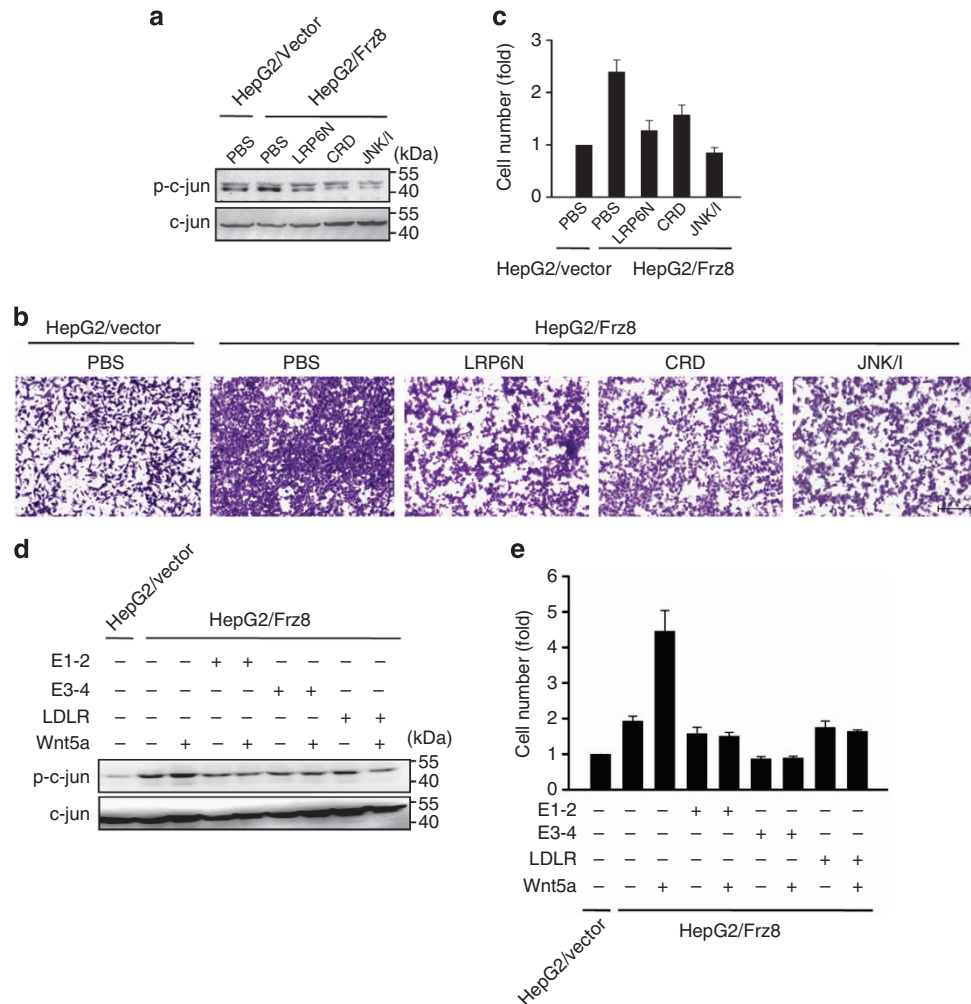 a
HepG2/Vector
HepG2/Frz8
PBS PBS LRP6N CRD JNK/I (kDa)
p-c-jun 55
40
c-jun 55
40
c
Cell number (fold)
3
2
1
0
PBS PBS LRP6N CRD JNK/I
HepG2/vector HepG2/Frz8
b
HepG2/vector HepG2/Frz8
PBS PBS LRP6N CRD JNK/I
d
HepG2/vector
HepG2/Frz8
E1-2 – – – + + – – – –
E3-4 – – – – – + + – –
LDLR – – – – – – – + +
Wnt5a – – + – + – + – + (kDa)
p-c-jun 55
40
c-jun 55
40
e
Cell number (fold)
6
5
4
2
1
0
E1-2 – – – + + – – – –
E3-4 – – – – – + + – –
LDLR – – – – – – – + +
Wnt5a – – + – + – + – +
HepG2/vector
HepG2/Frz8